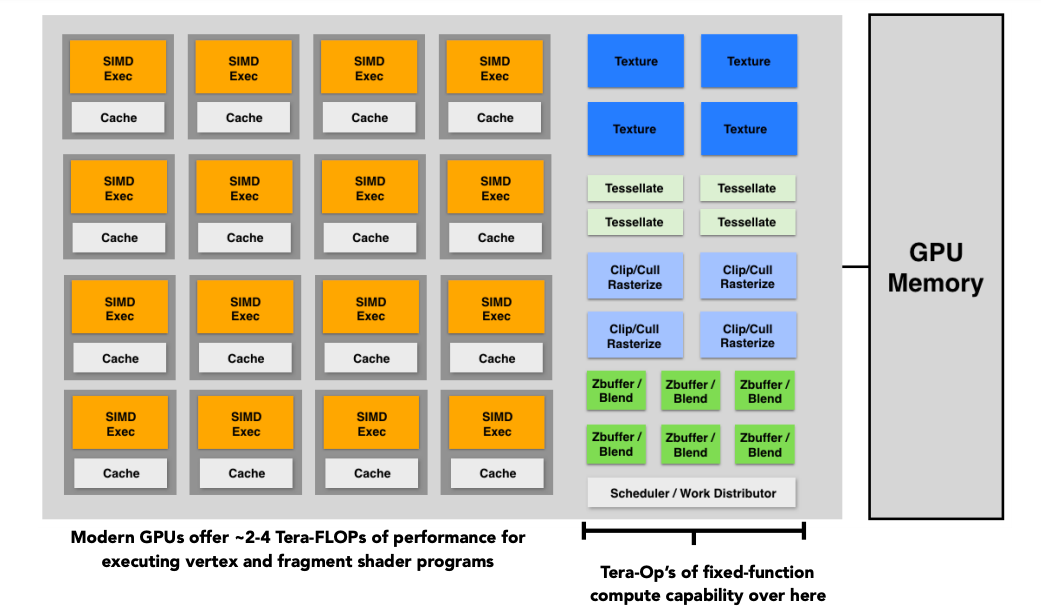 SIMD
Exec
SIMD
Exec
SIMD
Exec
SIMD
Exec
Cache
Cache
Cache
Cache
SIMD
Exec
SIMD
Exec
SIMD
Exec
SIMD
Exec
Cache
Cache
Cache
Cache
SIMD
Exec
SIMD
Exec
SIMD
Exec
SIMD
Exec
Cache
Cache
Cache
Cache
SIMD
Exec
SIMD
Exec
SIMD
Exec
SIMD
Exec
Cache
Cache
Cache
Cache
Modern GPUs offer ~2-4 Tera-FLOPs of performance for
executing vertex and fragment shader programs
Texture
Texture
Texture
Texture
Tessellate
Tessellate
Tessellate
Tessellate
Clip/Cull
Rasterize
Clip/Cull
Rasterize
Clip/Cull
Rasterize
Clip/Cull
Rasterize
Zbuffer /
Blend
Zbuffer /
Blend
Zbuffer /
Blend
Zbuffer /
Blend
Zbuffer /
Blend
Zbuffer /
Blend
Scheduler / Work Distributor
Tera-Op's of fixed-function
compute capability over here
GPU
Memory